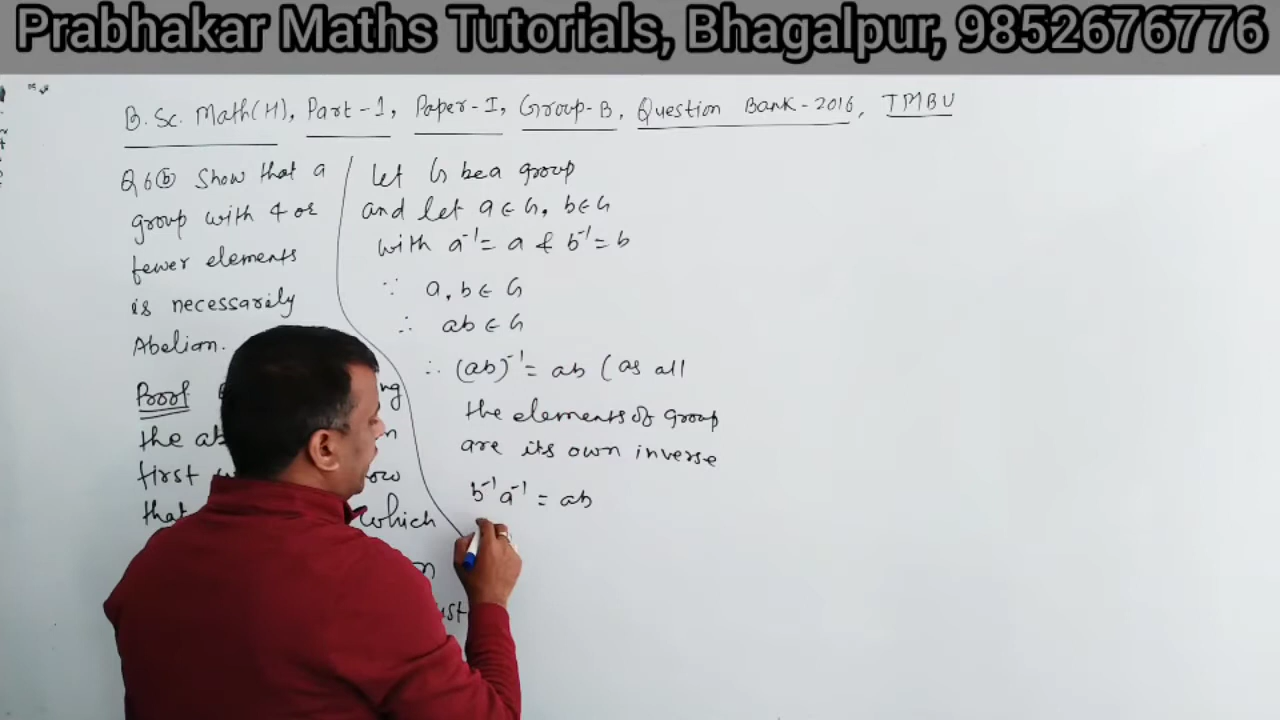 Prabhakar Maths Tutorials, Bhagalpur, 9852676776
B.Sc. Math(H), Part-1, Paper-I, Group-B, Question Bank-2016, TMBU
Q6(b) Show that a
group with 4 or
fewer elements
is necessarily
Abelian.
Proof
the
first
that which
Let G be a group
and let a ∈ G, b ∈ G
with a⁻¹ = a & b⁻¹ = b
∵ a, b ∈ G
∴ ab ∈ G
∴ (ab)⁻¹ = ab (as all
the elements of group
are its own inverse
b⁻¹a⁻¹ = ab